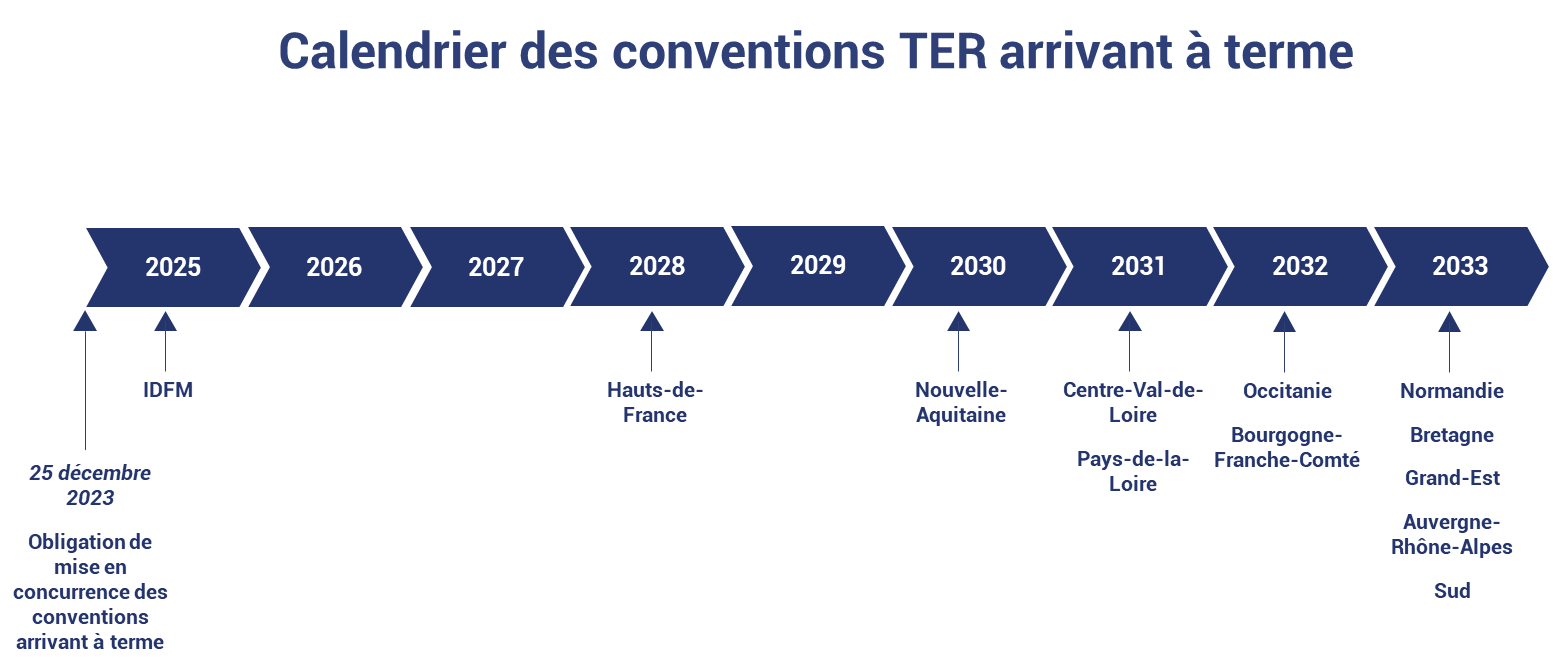 Calendrier des conventions TER arrivant à terme
2025
2026
2027
2028
2029
2030
2031
2032
2033
25 décembre
2023
Obligation de
mise en
concurrence des
conventions
arrivant à terme
IDFM
Hauts-de-
France
Nouvelle-
Aquitaine
Centre-Val-de-
Loire
Pays-de-la-
Loire
Occitanie
Bourgogne-
Franche-Comté
Normandie
Bretagne
Grand-Est
Auvergne-
Rhône-Alpes
Sud